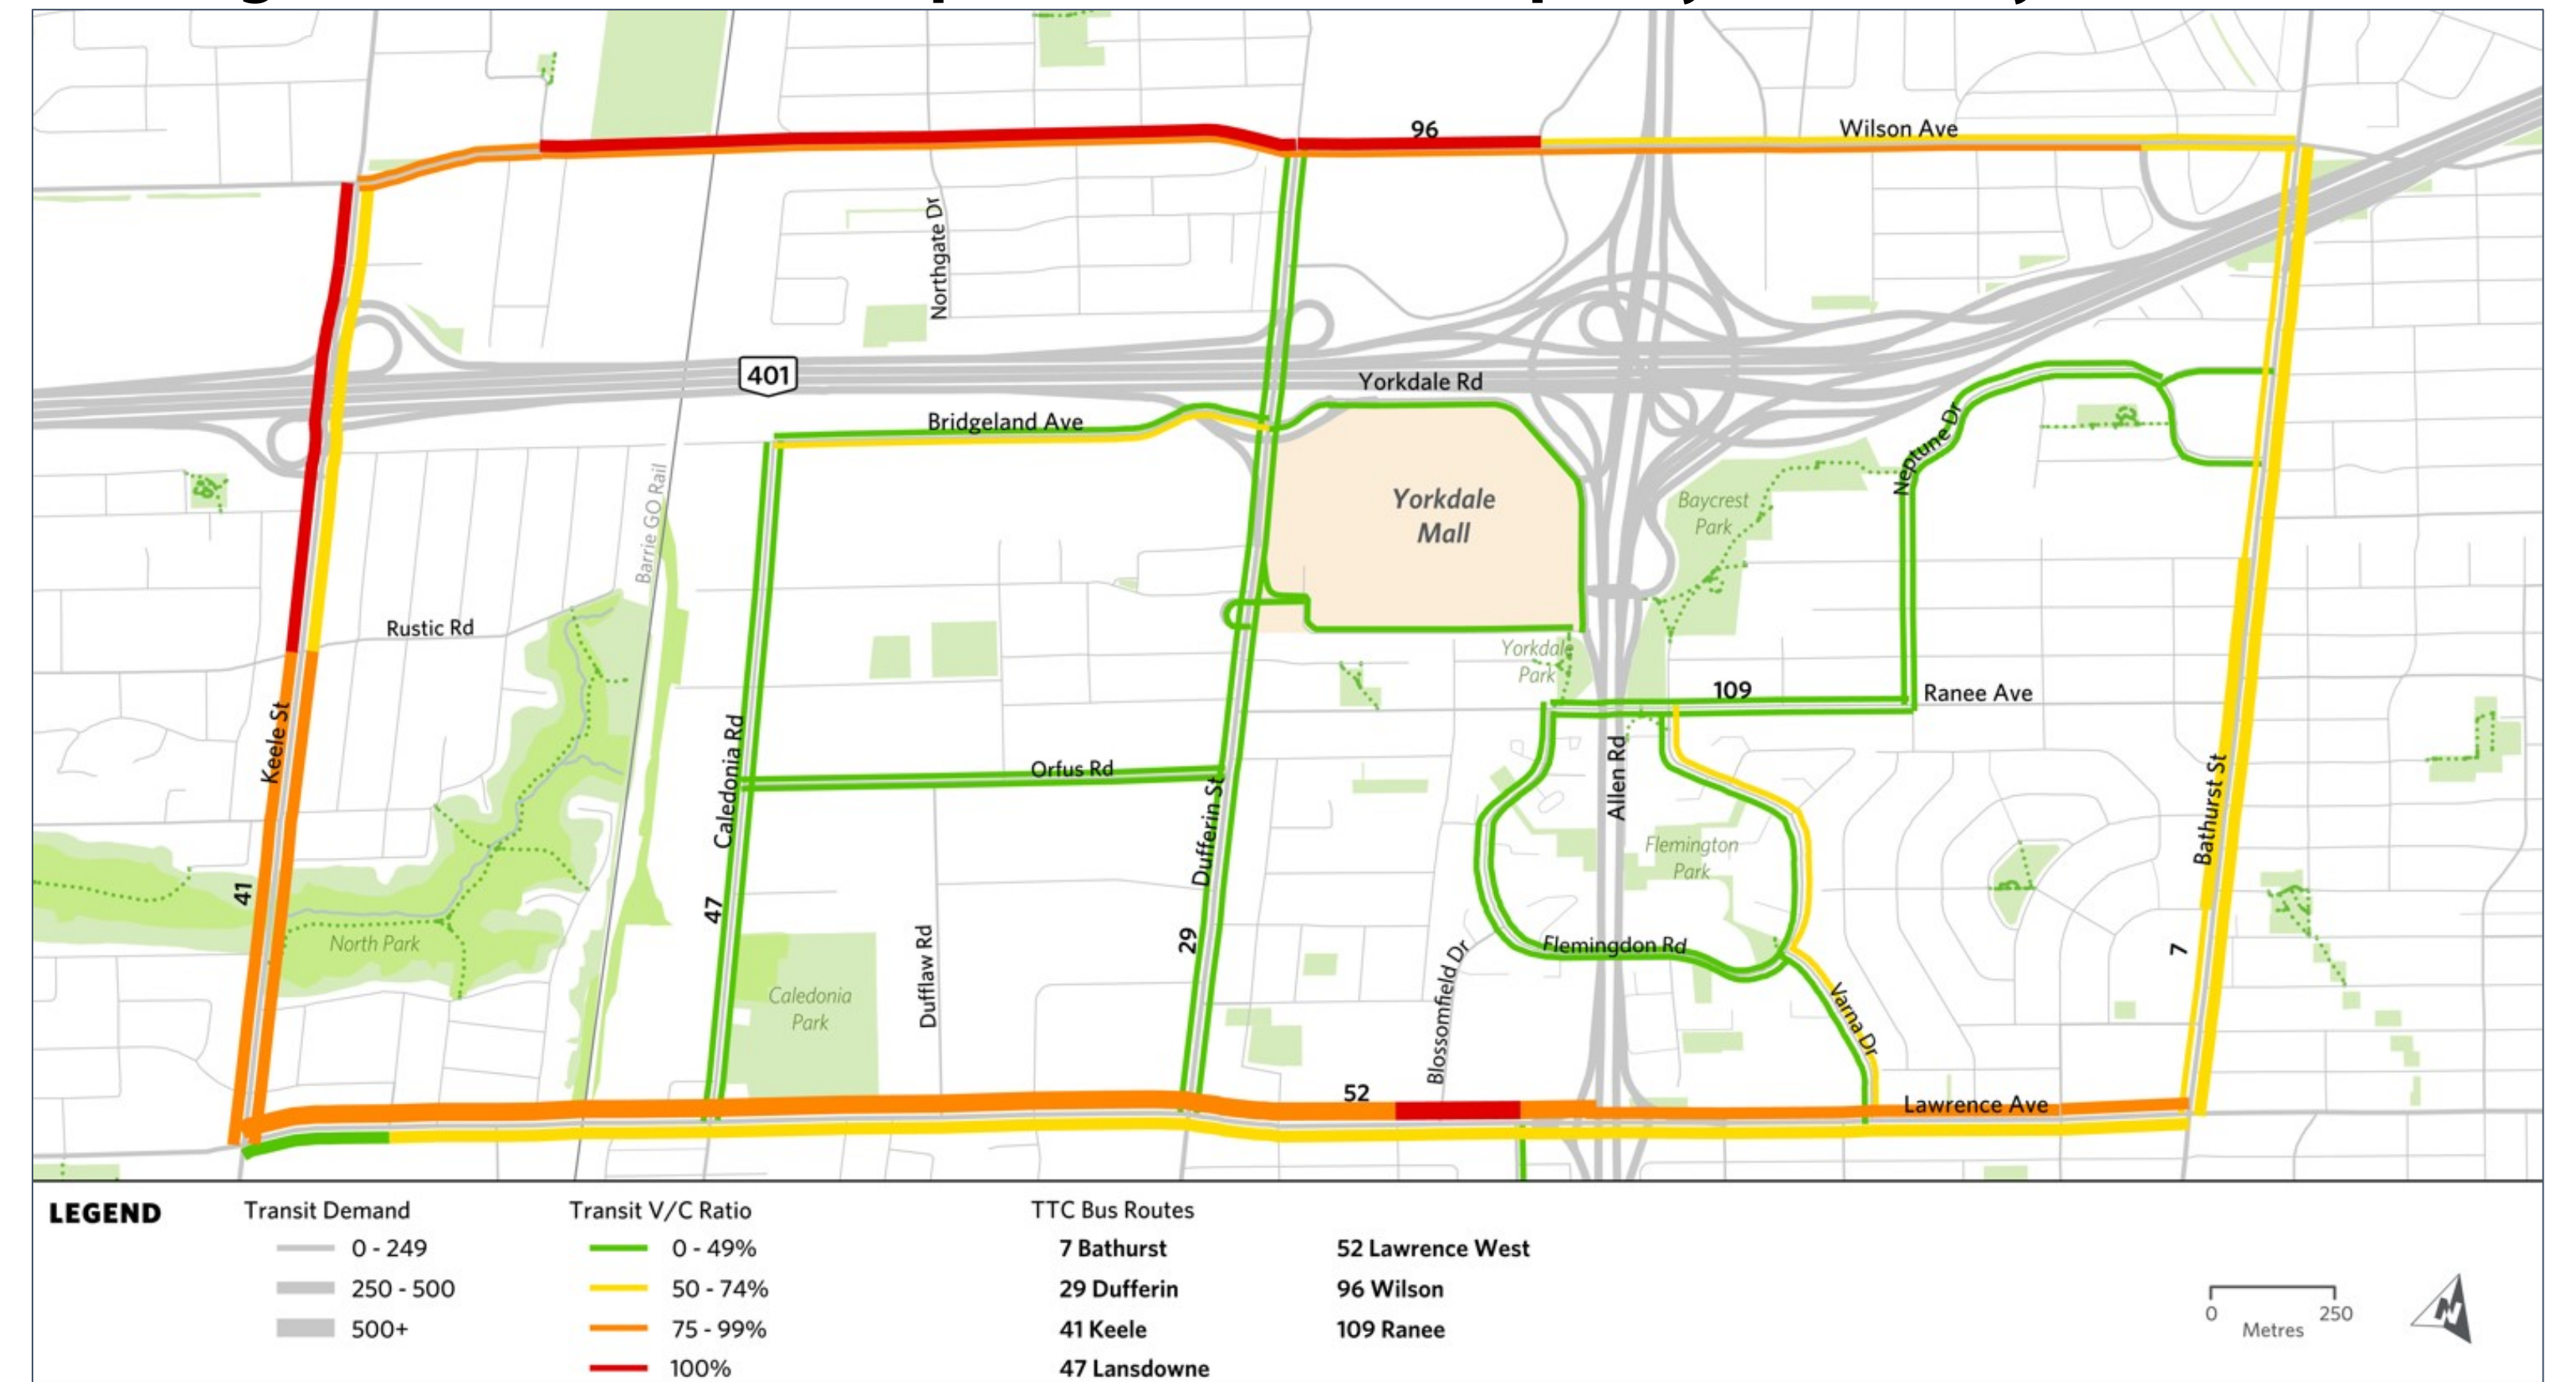 96
Wilson Ave
Northgate Dr
401
Yorkdale Rd
Bridgeland Ave
Neptune Dr
Yorkdale
Mall
Baycrest
Park
Barrie GO Rail
Rustic Rd
Yorkdale
Park
109
Ranee Ave
Keele St
Caledonia Rd
Orfus Rd
Dufferin St
Allen Rd
Bathurst St
Flemington
Park
41
47
29
7
North Park
Dufflaw Rd
Blossomfield Dr
Flemingdon Rd
Caledonia
Park
Varna Dr
52
Lawrence Ave
LEGEND
Transit Demand
0 - 249
250 - 500
500+
Transit V/C Ratio
0 - 49%
50 - 74%
75 - 99%
100%
TTC Bus Routes
7 Bathurst
29 Dufferin
41 Keele
47 Lansdowne
52 Lawrence West
96 Wilson
109 Ranee
0 250
Metres
N